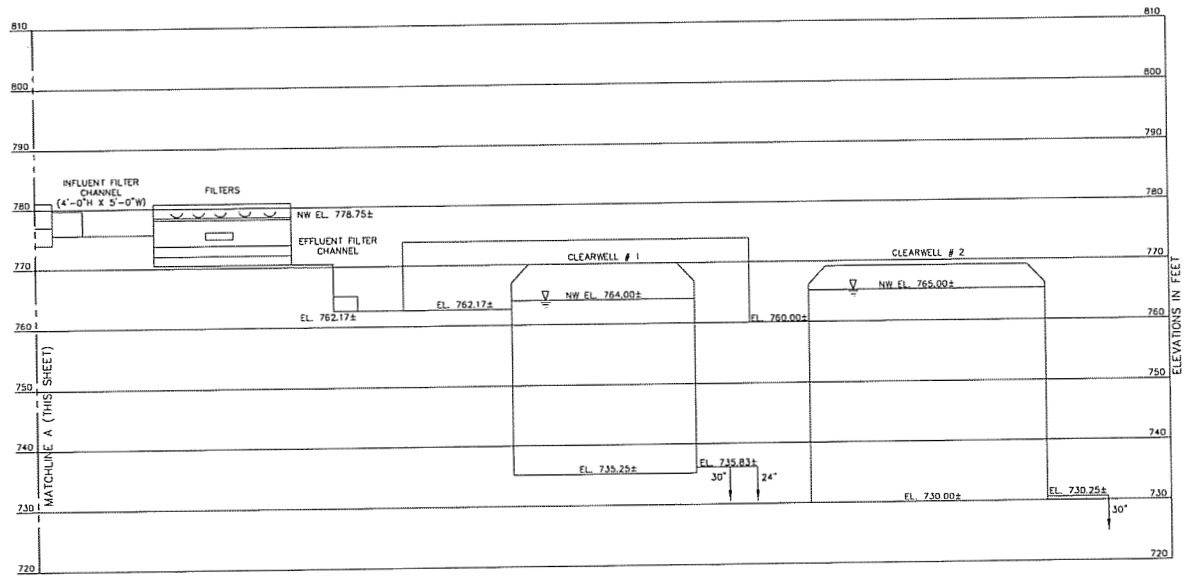 810
810
800
800
790
790
INFLUENT FILTER
CHANNEL
(4'-0"H X 5'-0"W)
FILTERS
780
780
NW EL. 778.75±
EFFLUENT FILTER
CHANNEL
CLEARWELL # 1
CLEARWELL # 2
770
770
NW EL. 764.00±
NW EL. 765.00±
EL. 762.17±
EL. 762.17±
EL. 760.00±
760
760
ELEVATIONS IN FEET
MATCHLINE A (THIS SHEET)
750
750
740
740
EL. 735.25±
EL. 735.83±
30"
24"
EL. 730.00±
EL. 730.25±
730
730
30"
720
720